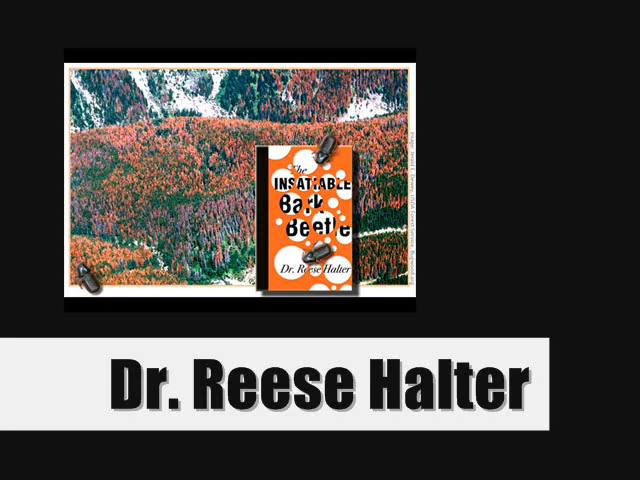 The
INSATIABLE
Bark
Beetle
Dr. Reese Halter
Dr. Reese Halter